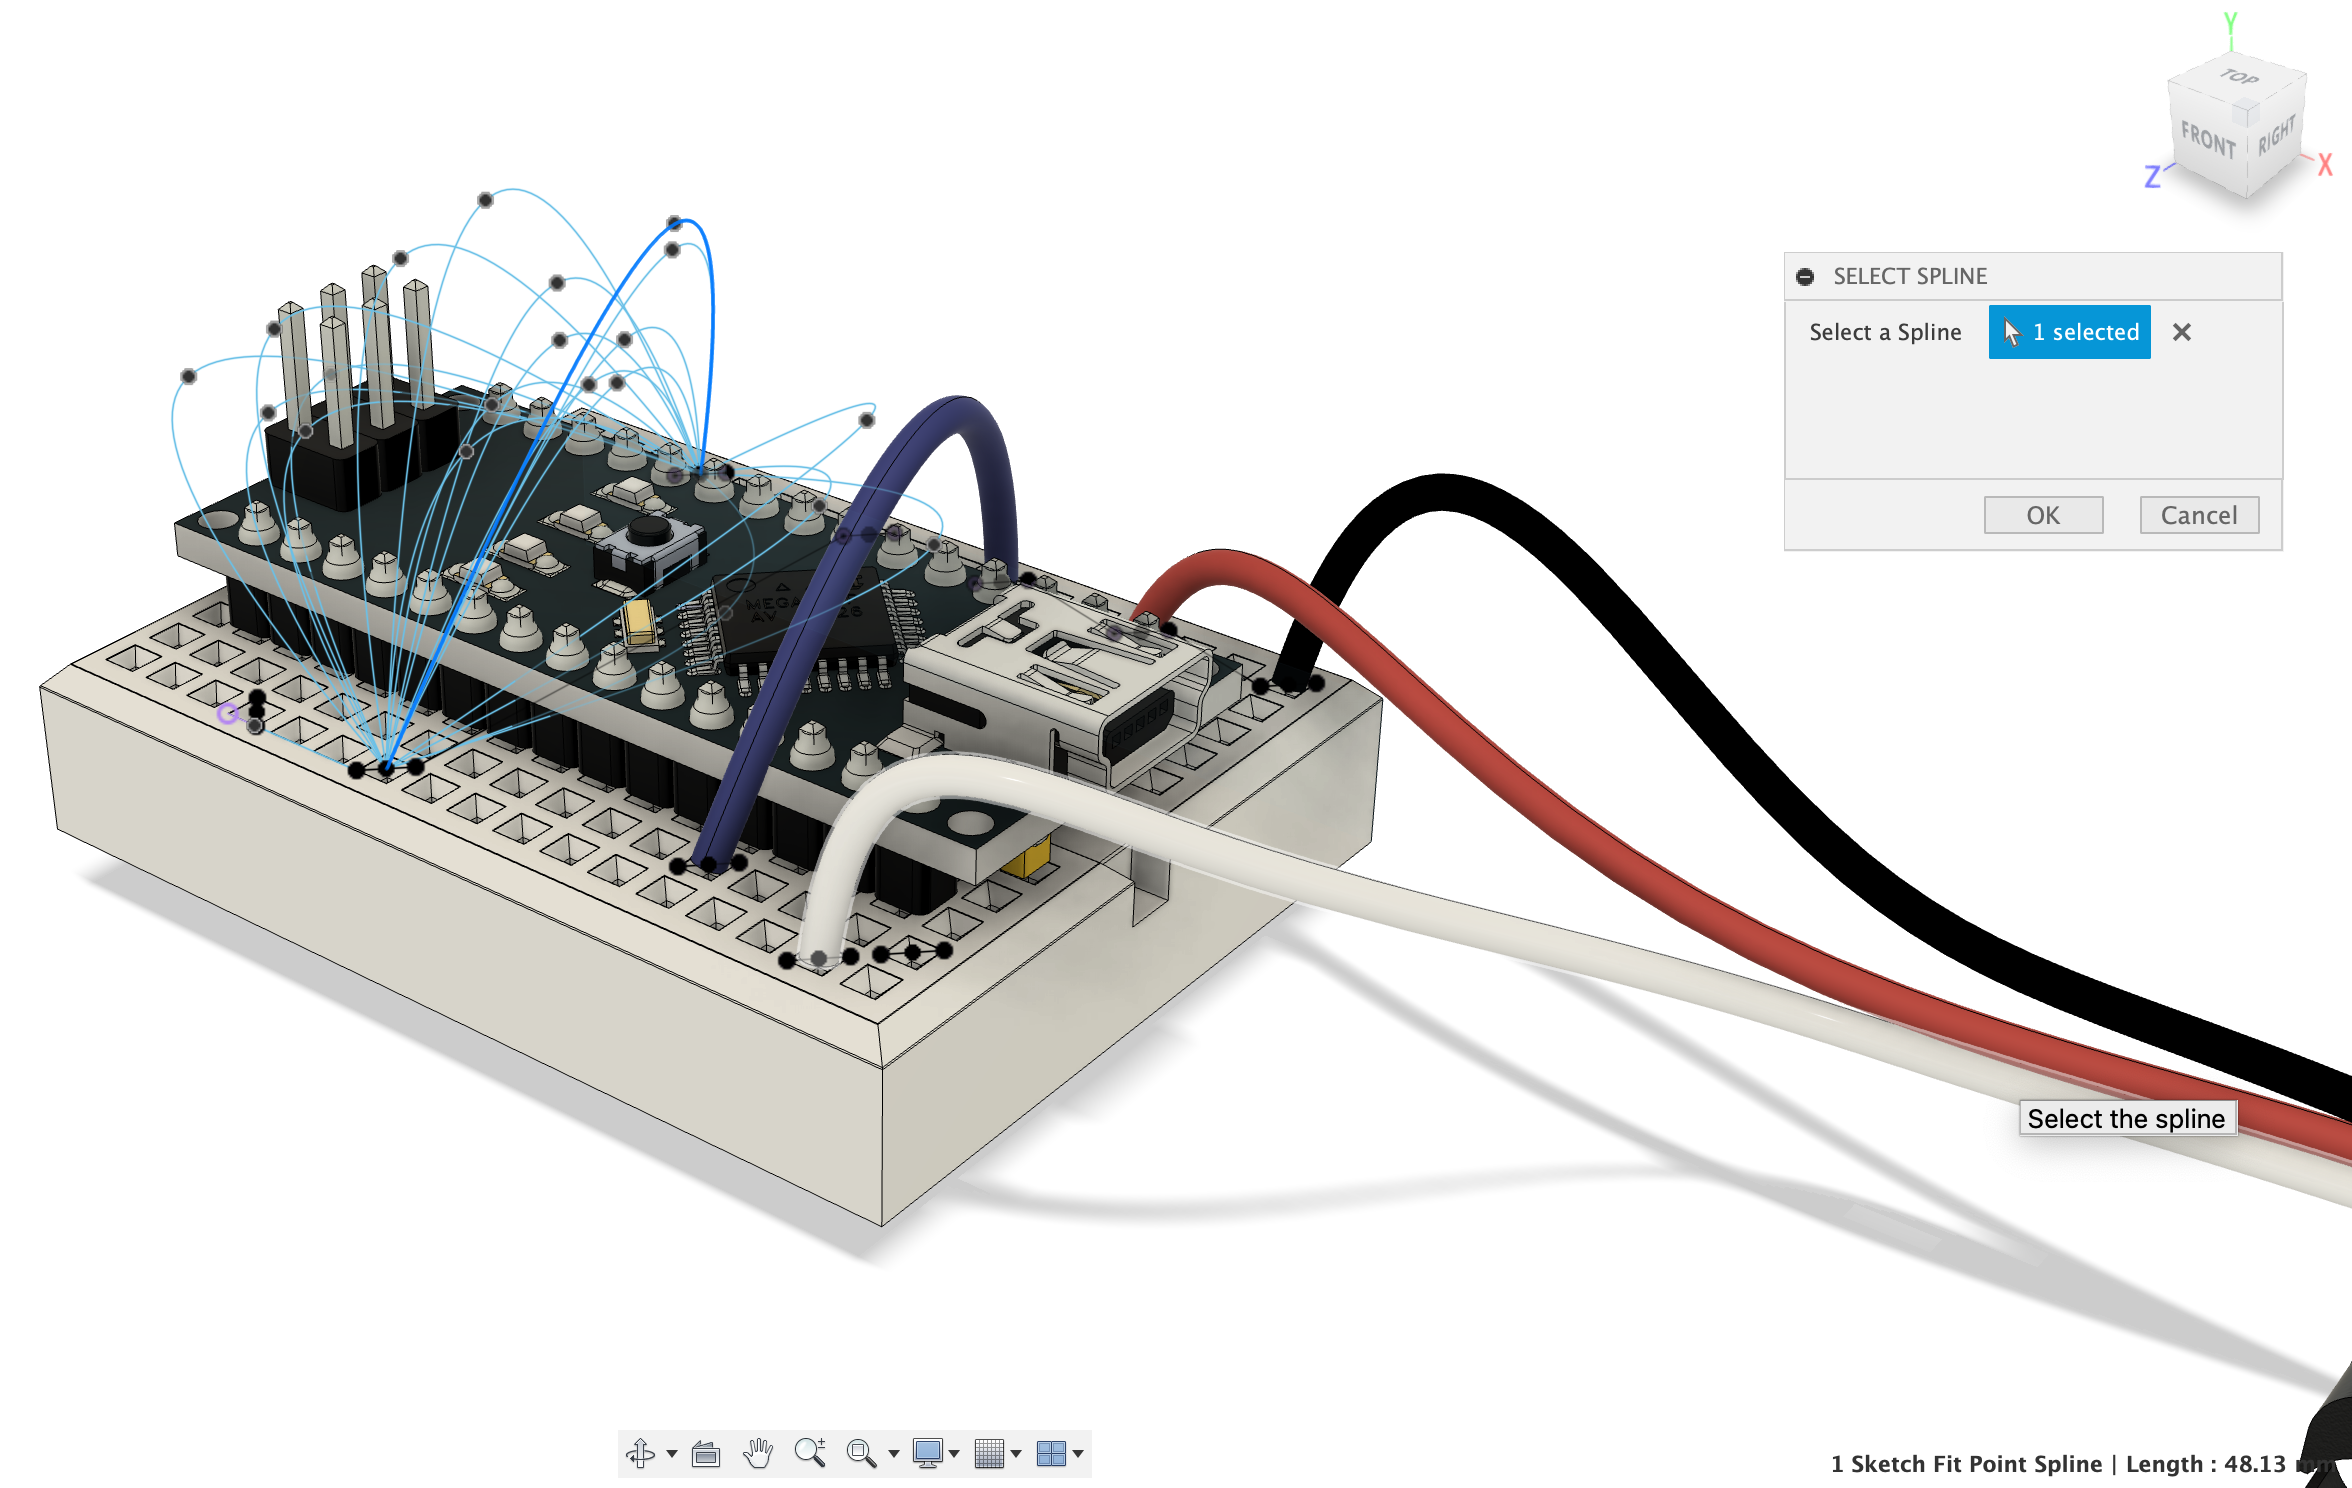 Y
TOP
FRONT
RIGHT
Z
X
SELECT SPLINE
Select a Spline
1 selected
OK
Cancel
MEGA
AV
Select the spline
1 Sketch Fit Point Spline | Length : 48.13 mm